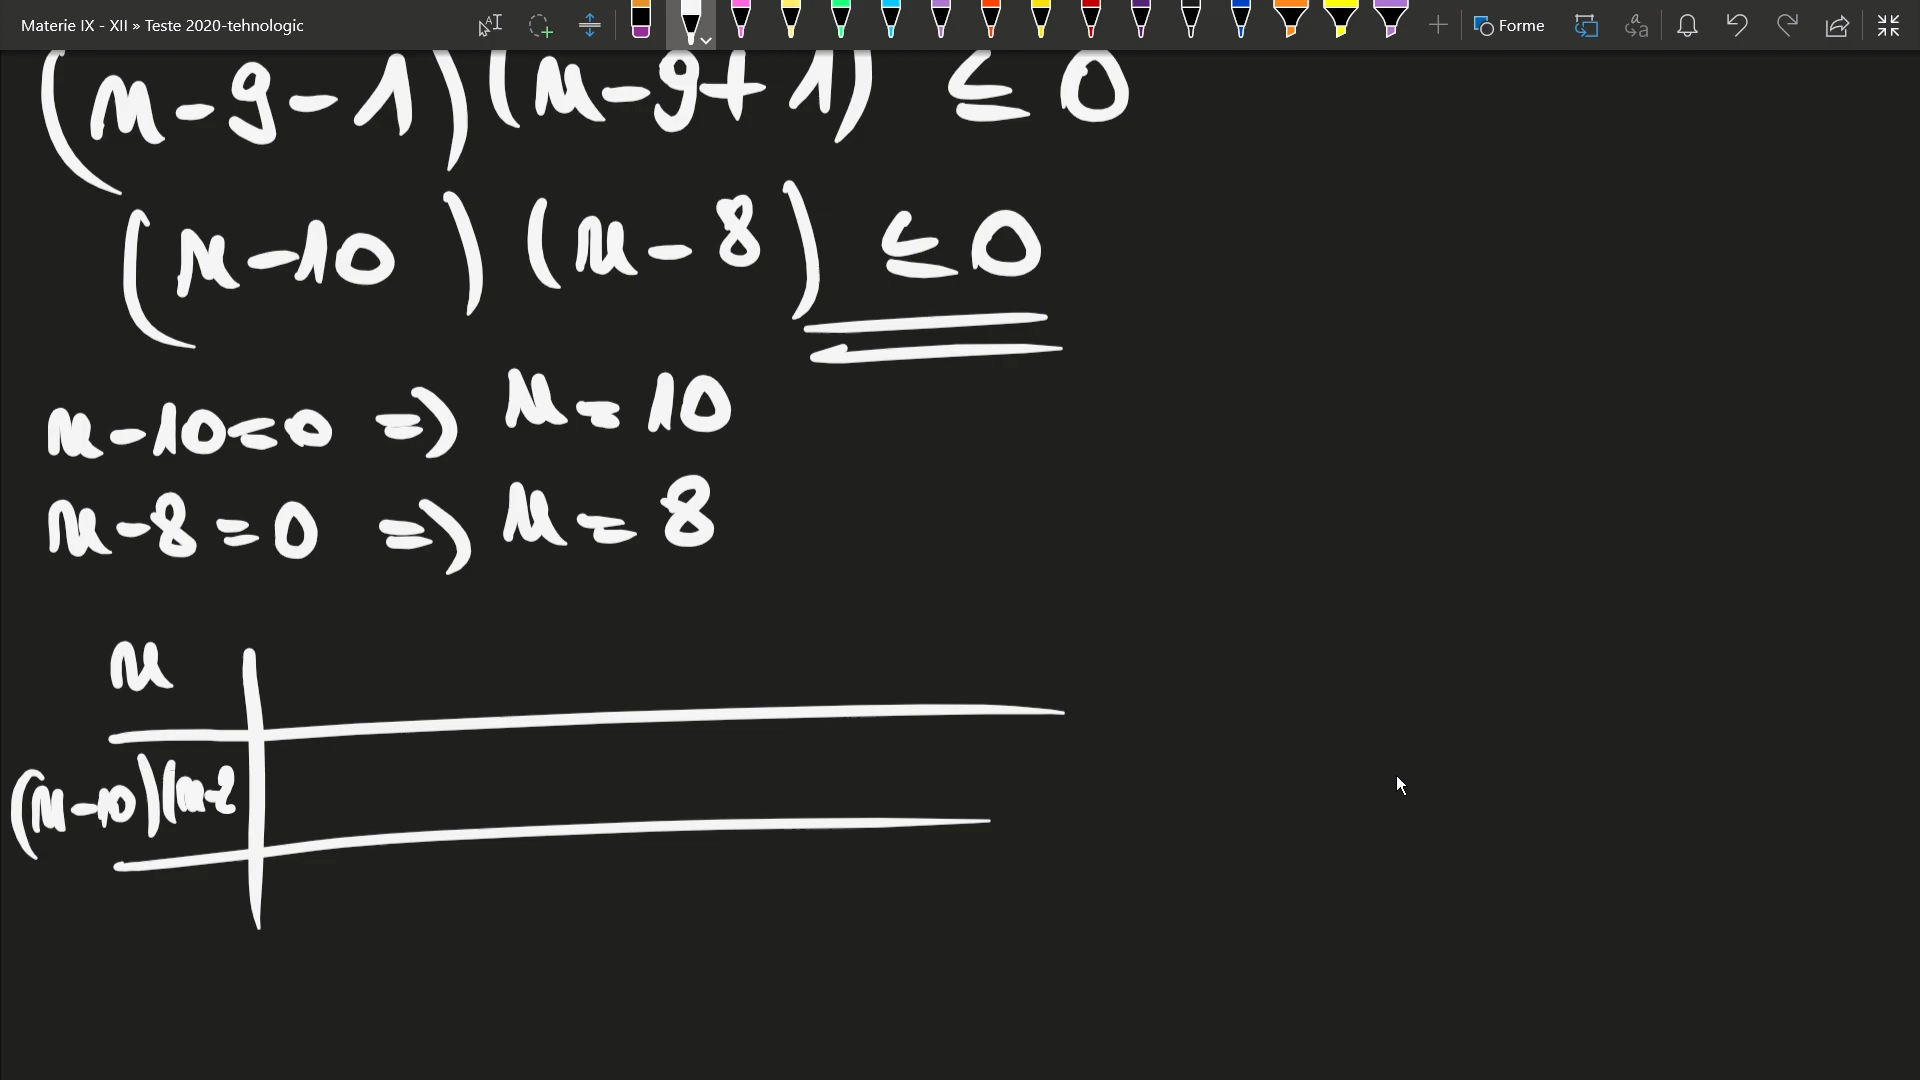 Materie IX - XII » Teste 2020-tehnologic Forme
(n-9-1)(n-9+1) ≤ 0
(n-10)(n-8) ≤ 0
n-10=0 => n=10
n-8=0 => n=8
n
(n-10)(n-8